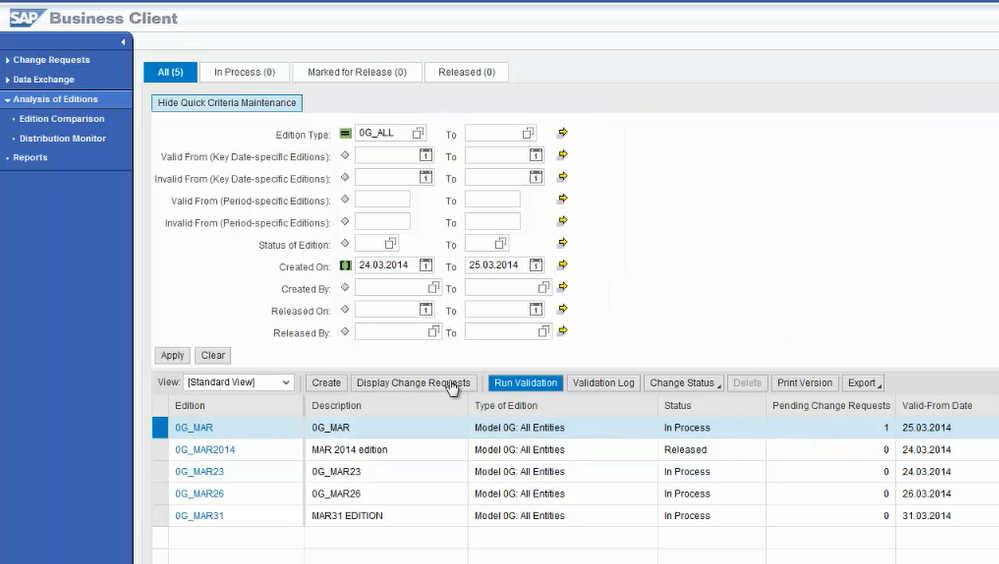 SAP Business Client
Change Requests
Data Exchange
Analysis of Editions
Edition Comparison
Distribution Monitor
Reports
All (5) In Process (0) Marked for Release (0) Released (0)
Hide Quick Criteria Maintenance
Edition Type: 0G_ALL To
Valid From (Key Date-specific Editions): To
Invalid From (Key Date-specific Editions): To
Valid From (Period-specific Editions): To
Invalid From (Period-specific Editions): To
Status of Edition: To
Created On: 24.03.2014 To 25.03.2014
Created By: To
Released On: To
Released By: To
Apply Clear
View: [Standard View] Create Display Change Requests Run Validation Validation Log Change Status Delete Print Version Export
Edition Description Type of Edition Status Pending Change Requests Valid-From Date
0G_MAR 0G_MAR Model 0G: All Entities In Process 1 25.03.2014
0G_MAR2014 MAR 2014 edition Model 0G: All Entities Released 0 24.03.2014
0G_MAR23 0G_MAR23 Model 0G: All Entities In Process 0 24.03.2014
0G_MAR26 0G_MAR26 Model 0G: All Entities In Process 0 26.03.2014
0G_MAR31 MAR31 EDITION Model 0G: All Entities In Process 0 31.03.2014